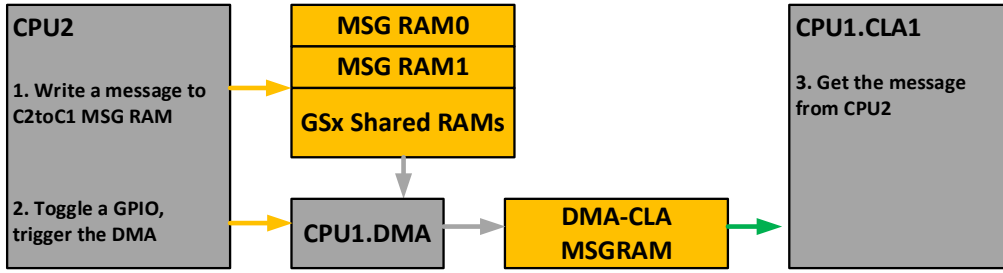 CPU2
1. Write a message to
C2toC1 MSG RAM
2. Toggle a GPIO,
trigger the DMA
MSG RAM0
MSG RAM1
GSx Shared RAMs
CPU1.DMA
DMA-CLA
MSGRAM
CPU1.CLA1
3. Get the message
from CPU2